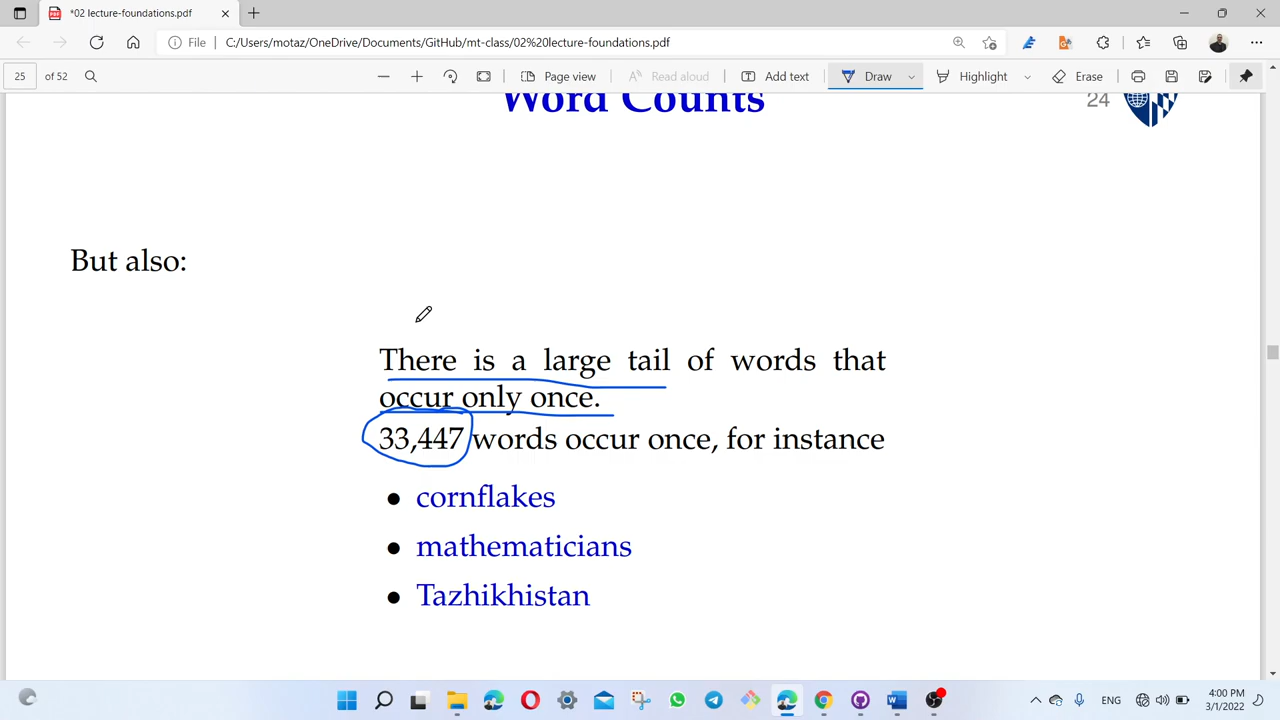 *02 lecture-foundations.pdf
File C:/Users/motaz/OneDrive/Documents/GitHub/mt-class/02%20lecture-foundations.pdf
25 of 52 Page view Read aloud Add text Draw Highlight Erase
Word Counts 24
But also:
There is a large tail of words that
occur only once.
33,447 words occur once, for instance
• cornflakes
• mathematicians
• Tazhikhistan
ENG 4:00 PM
3/1/2022